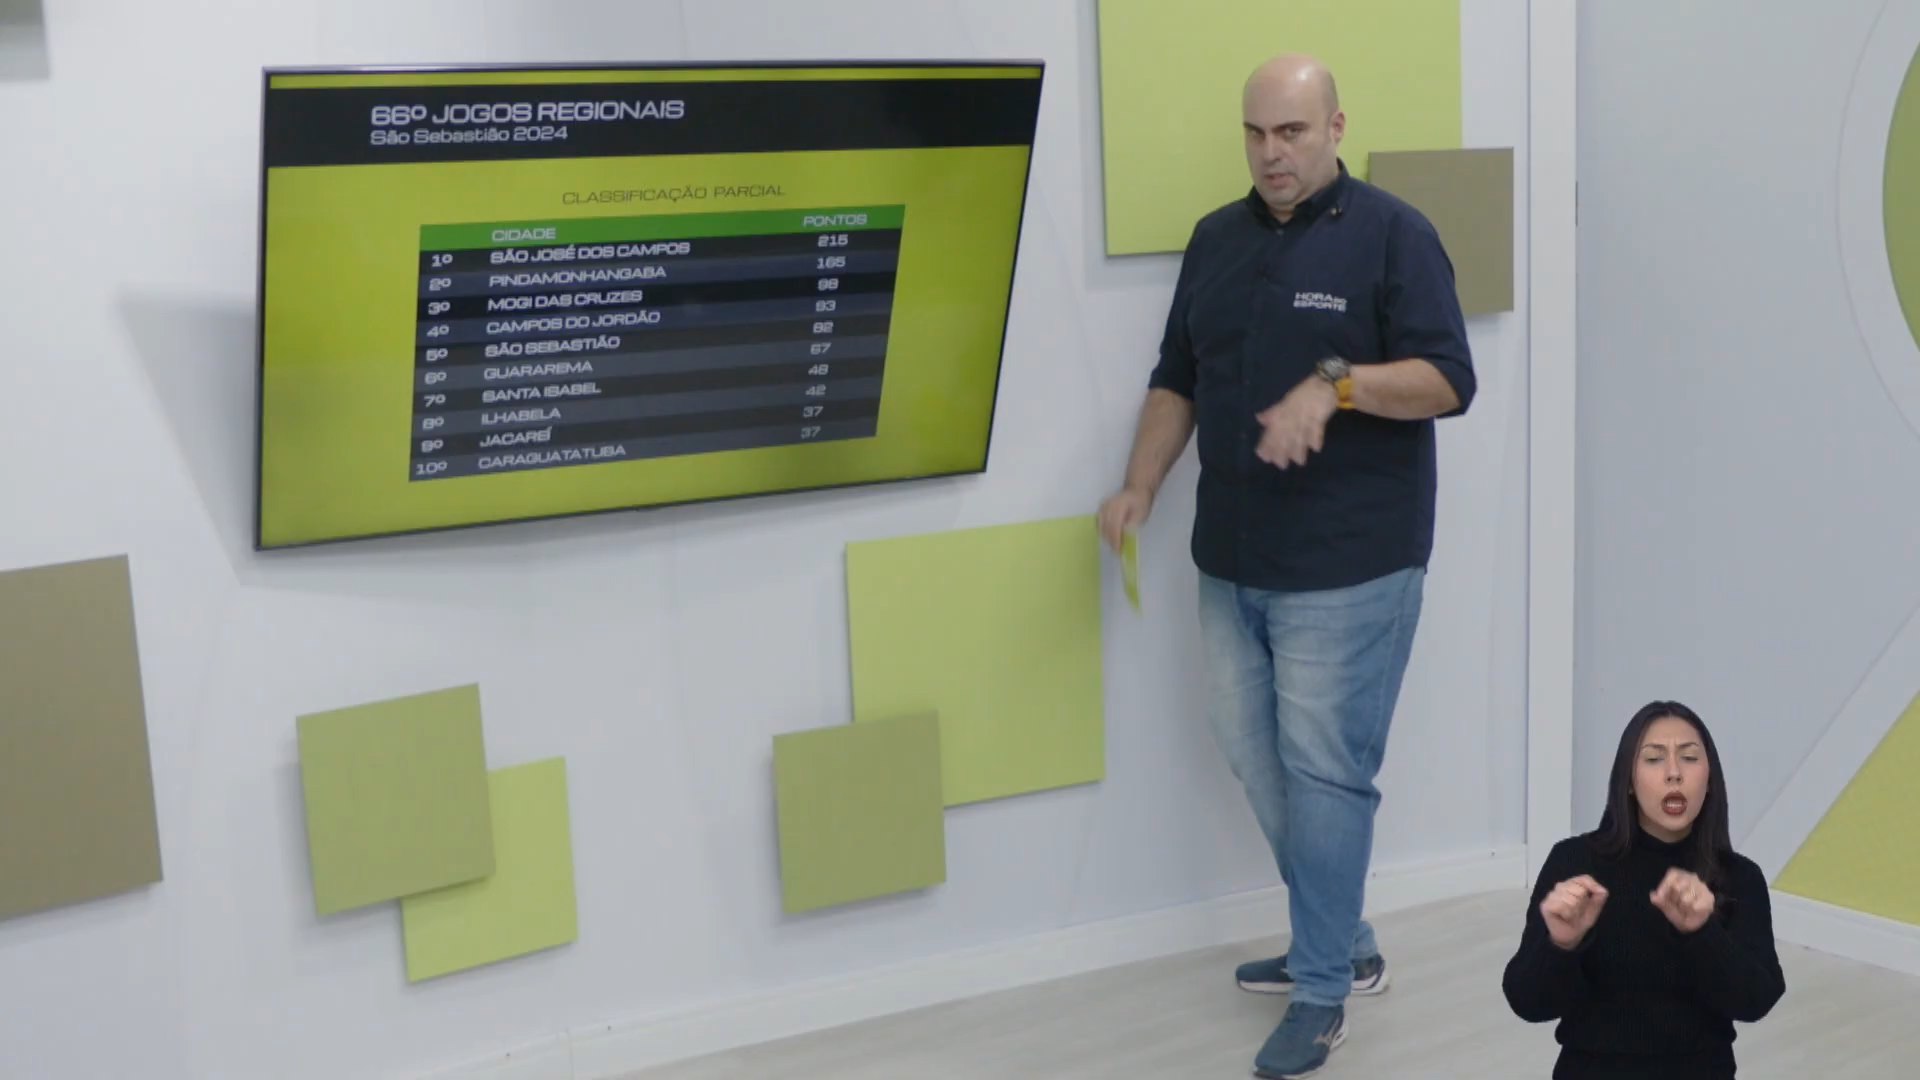 66º JOGOS REGIONAIS
São Sebastião 2024
CLASSIFICAÇÃO PARCIAL
CIDADE PONTOS
1º SÃO JOSÉ DOS CAMPOS 215
2º PINDAMONHANGABA 165
3º MOGI DAS CRUZES 98
4º CAMPOS DO JORDÃO 93
5º SÃO SEBASTIÃO 82
6º GUARAREMA 67
7º SANTA ISABEL 48
8º ILHABELA 42
9º JACAREÍ 37
10º CARAGUATATUBA 37
HORA DO
ESPORTE